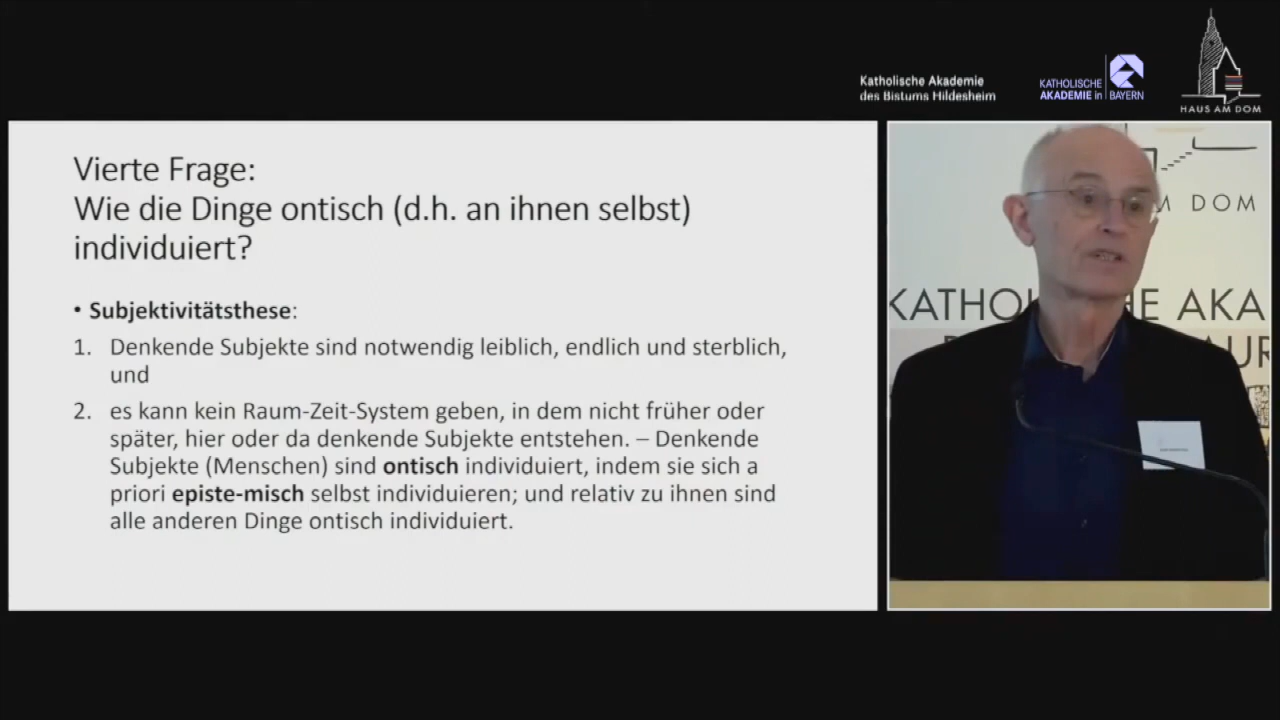 Katholische Akademie
des Bistums Hildesheim
KATHOLISCHE
AKADEMIE in BAYERN
HAUS AM DOM
Vierte Frage:
Wie die Dinge ontisch (d.h. an ihnen selbst)
individuiert?
• Subjektivitätsthese:
1. Denkende Subjekte sind notwendig leiblich, endlich und sterblich,
und
2. es kann kein Raum-Zeit-System geben, in dem nicht früher oder
später, hier oder da denkende Subjekte entstehen. – Denkende
Subjekte (Menschen) sind ontisch individuiert, indem sie sich a
priori episte-misch selbst individuieren; und relativ zu ihnen sind
alle anderen Dinge ontisch individuiert.
M DOM
KATHO HE AKA